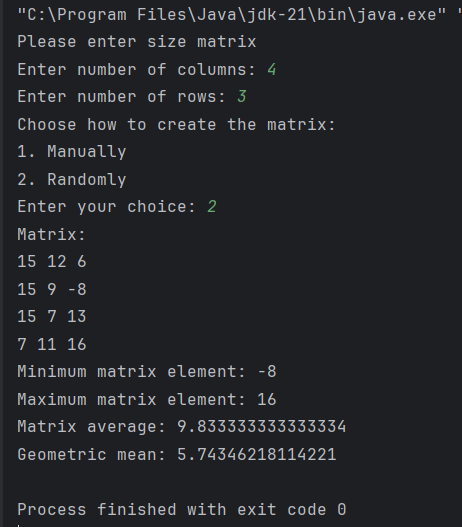 "C:\Program Files\Java\jdk-21\bin\java.exe" "
Please enter size matrix
Enter number of columns: 4
Enter number of rows: 3
Choose how to create the matrix:
1. Manually
2. Randomly
Enter your choice: 2
Matrix:
15 12 6
15 9 -8
15 7 13
7 11 16
Minimum matrix element: -8
Maximum matrix element: 16
Matrix average: 9.833333333333334
Geometric mean: 5.74346218114221
Process finished with exit code 0